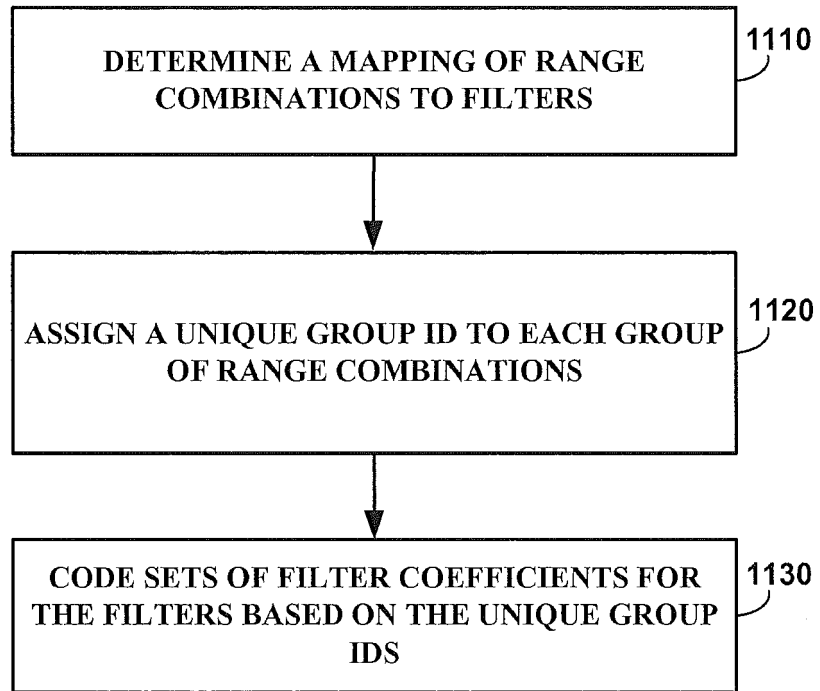 DETERMINE A MAPPING OF RANGE
COMBINATIONS TO FILTERS
1110
ASSIGN A UNIQUE GROUP ID TO EACH GROUP
OF RANGE COMBINATIONS
1120
CODE SETS OF FILTER COEFFICIENTS FOR
THE FILTERS BASED ON THE UNIQUE GROUP
IDS
1130